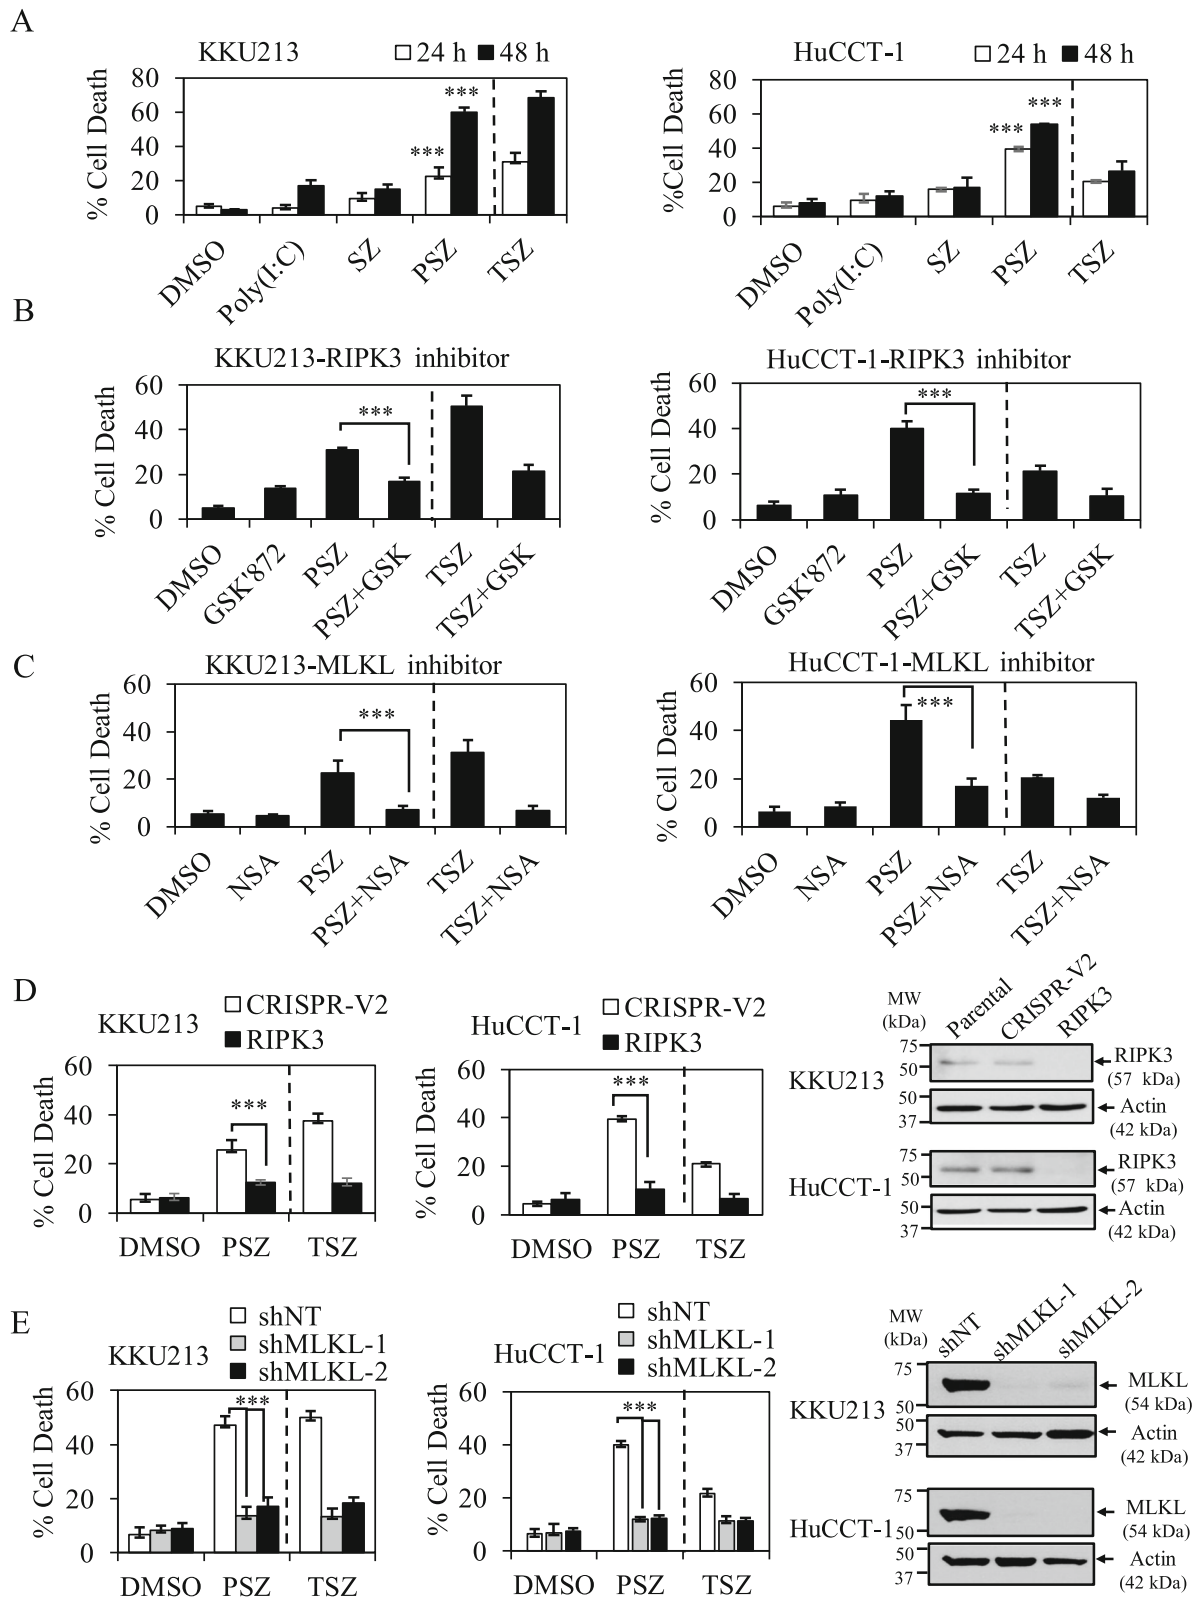 A
KKU213
24 h
48 h
% Cell Death
80
60
40
20
0
***
***
DMSO
Poly(I:C)
SZ
PSZ
TSZ
HuCCT-1
24 h
48 h
%Cell Death
80
60
40
20
0
***
***
DMSO
Poly(I:C)
SZ
PSZ
TSZ
B
KKU213-RIPK3 inhibitor
% Cell Death
60
40
20
0
***
DMSO
GSK'872
PSZ
PSZ+GSK
TSZ
TSZ+GSK
HuCCT-1-RIPK3 inhibitor
% Cell Death
60
40
20
0
***
DMSO
GSK'872
PSZ
PSZ+GSK
TSZ
TSZ+GSK
C
KKU213-MLKL inhibitor
% Cell Death
60
40
20
0
***
DMSO
NSA
PSZ
PSZ+NSA
TSZ
TSZ+NSA
HuCCT-1-MLKL inhibitor
% Cell Death
60
40
20
0
***
DMSO
NSA
PSZ
PSZ+NSA
TSZ
TSZ+NSA
D
KKU213
CRISPR-V2
RIPK3
% Cell Death
60
40
20
0
***
DMSO
PSZ
TSZ
HuCCT-1
CRISPR-V2
RIPK3
% Cell Death
60
40
20
0
***
DMSO
PSZ
TSZ
MW
(kDa)
Parental
CRISPR-V2
RIPK3
KKU213
75
50
RIPK3
(57 kDa)
50
37
Actin
(42 kDa)
HuCCT-1
75
50
RIPK3
(57 kDa)
50
37
Actin
(42 kDa)
E
KKU213
shNT
shMLKL-1
shMLKL-2
% Cell Death
60
40
20
0
***
DMSO
PSZ
TSZ
HuCCT-1
shNT
shMLKL-1
shMLKL-2
% Cell Death
60
40
20
0
***
DMSO
PSZ
TSZ
MW
(kDa)
shNT
shMLKL-1
shMLKL-2
KKU213
75
50
MLKL
(54 kDa)
50
37
Actin
(42 kDa)
HuCCT-1
75
50
MLKL
(54 kDa)
50
37
Actin
(42 kDa)